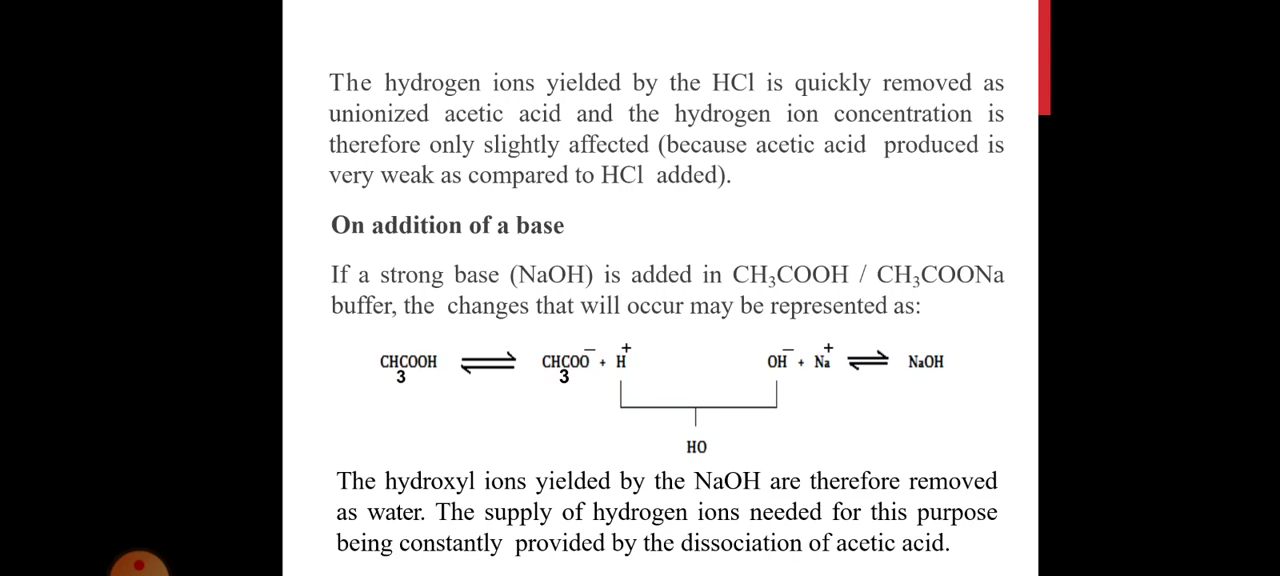 The hydrogen ions yielded by the HCl is quickly removed as
unionized acetic acid and the hydrogen ion concentration is
therefore only slightly affected (because acetic acid produced is
very weak as compared to HCl added).
On addition of a base
If a strong base (NaOH) is added in CH₃COOH / CH₃COONa
buffer, the changes that will occur may be represented as:
CH₃COOH ⇌ CH₃COO⁻ + H⁺ OH⁻ + Na⁺ ⇌ NaOH
HO
The hydroxyl ions yielded by the NaOH are therefore removed
as water. The supply of hydrogen ions needed for this purpose
being constantly provided by the dissociation of acetic acid.